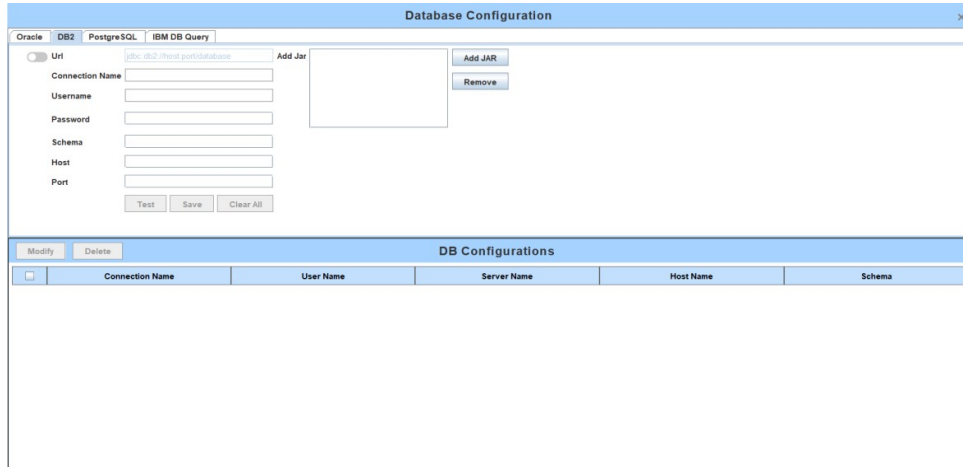 Database Configuration
Oracle DB2 PostgreSQL IBM DB Query
Url jdbc:db2://host:port/database Add Jar Add JAR
Connection Name Remove
Username
Password
Schema
Host
Port
Test Save Clear All
Modify Delete DB Configurations
Connection Name User Name Server Name Host Name Schema